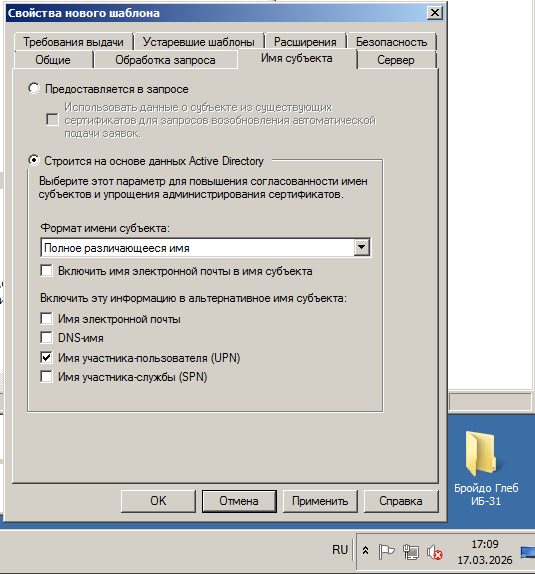 Свойства нового шаблона
Требования выдачи
Устаревшие шаблоны
Расширения
Безопасность
Общие
Обработка запроса
Имя субъекта
Сервер
Предоставляется в запросе
Использовать данные о субъекте из существующих
сертификатов для запросов возобновления автоматической
подачи заявок.
Строится на основе данных Active Directory
Выберите этот параметр для повышения согласованности имен
субъектов и упрощения администрирования сертификатов.
Формат имени субъекта:
Полное различающееся имя
Включить имя электронной почты в имя субъекта
Включить эту информацию в альтернативное имя субъекта:
Имя электронной почты
DNS-имя
Имя участника-пользователя (UPN)
Имя участника-службы (SPN)
OK
Отмена
Применить
Справка
Бройдо Глеб
ИБ-31
RU
17:09
17.03.2026